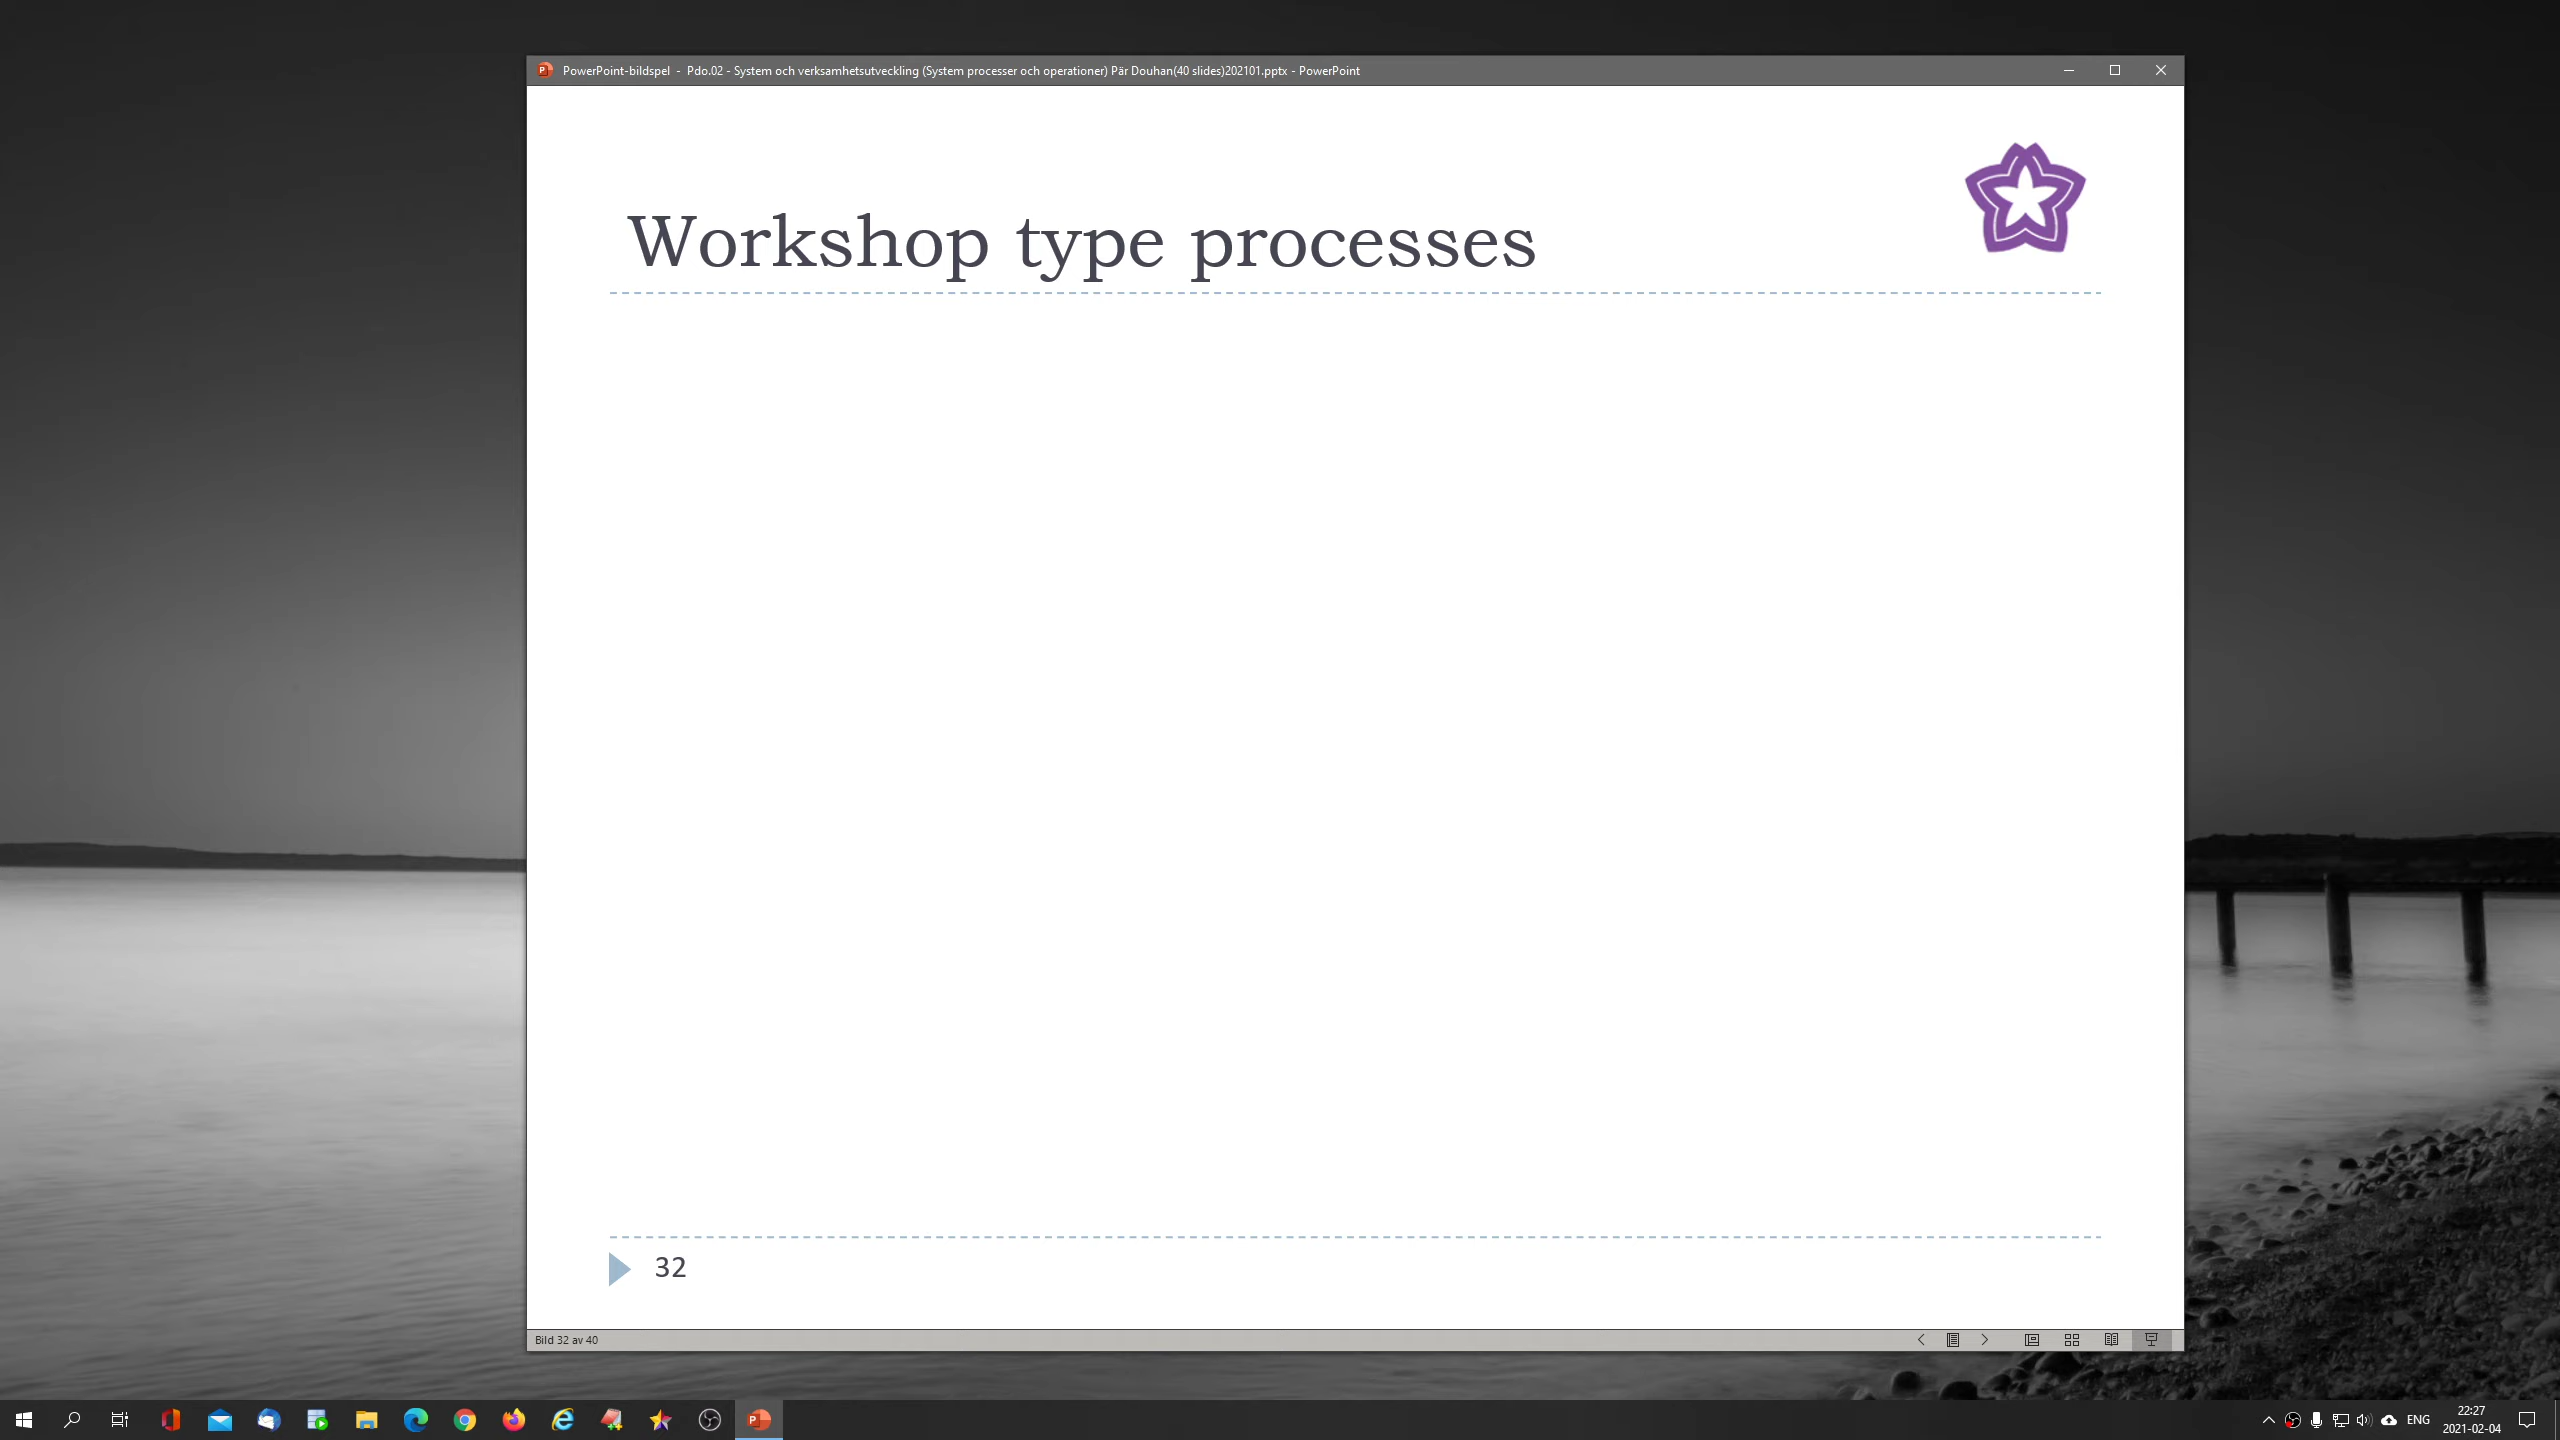 PowerPoint-bildspel - Pdo.02 - System och verksamhetsutveckling (System processer och operationer) Pär Douhan(40 slides)202101.pptx - PowerPoint
Workshop type processes
32
Bild 32 av 40
ENG
22:27
2021-02-04